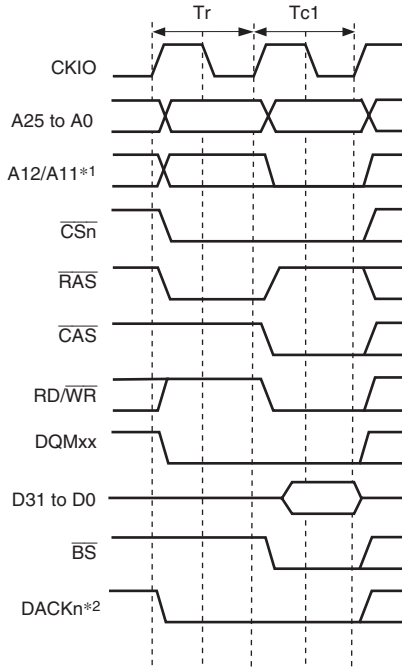 Tr Tc1
CKIO
A25 to A0
A12/A11*1
CSn
RAS
CAS
RD/WR
DQMxx
D31 to D0
BS
DACKn*2